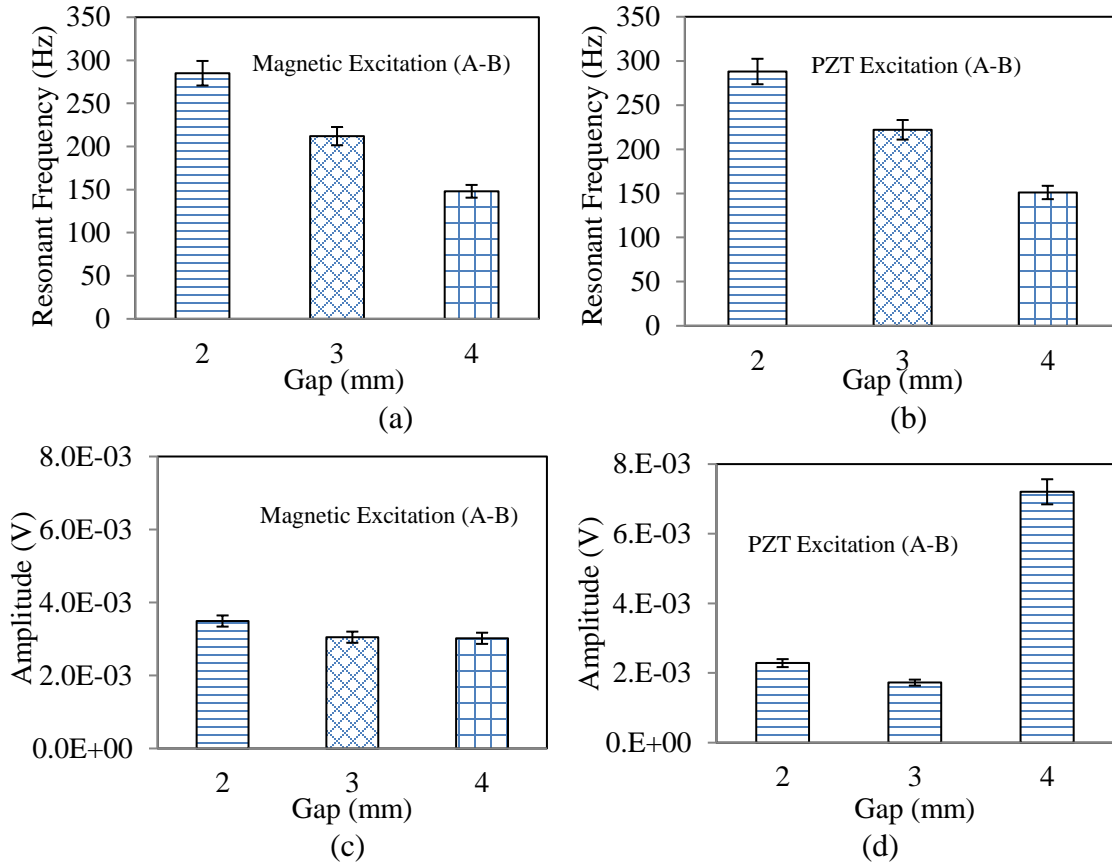 Resonant Frequency (Hz)
350
300
250
200
150
100
50
0
Magnetic Excitation (A-B)
2 3 4
Gap (mm)
(a)
Resonant Frequency (Hz)
350
300
250
200
150
100
50
0
PZT Excitation (A-B)
2 3 4
Gap (mm)
(b)
Amplitude (V)
8.0E-03
6.0E-03
4.0E-03
2.0E-03
0.0E+00
Magnetic Excitation (A-B)
2 3 4
Gap (mm)
(c)
Amplitude (V)
8.E-03
6.E-03
4.E-03
2.E-03
0.E+00
PZT Excitation (A-B)
2 3 4
Gap (mm)
(d)